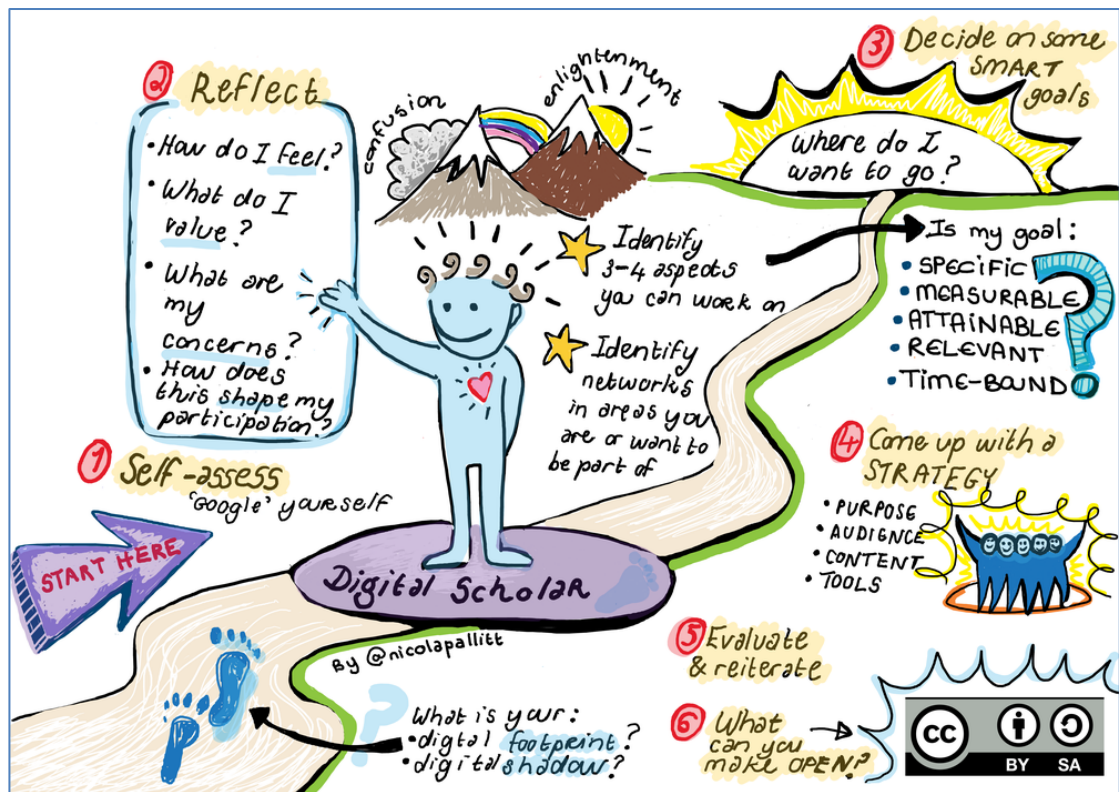 START HERE
1 Self-assess
'Google' yourself
2 Reflect
• How do I feel?
• What do I
value?
• What are
my
concerns?
• How does
this shape my
participation?
confusion
enlightenment
Identify
3-4 aspects
you can work on
Identify
networks
in areas you
are or want to
be part of
Digital Scholar
By @nicolapallitt
? What is your:
• digtal footprint?
• digital shadow?
3 Decide on some
SMART
goals
Where do I
want to go?
Is my goal:
• SPECIFIC
• MEASURABLE
• ATTAINABLE
• RELEVANT
• TIME-BOUND
?
4 Come up with a
STRATEGY
• PURPOSE
• AUDIENCE
• CONTENT
• TOOLS
5 Evaluate
& reiterate
6 What
can you
make OPEN?
cc
BY SA